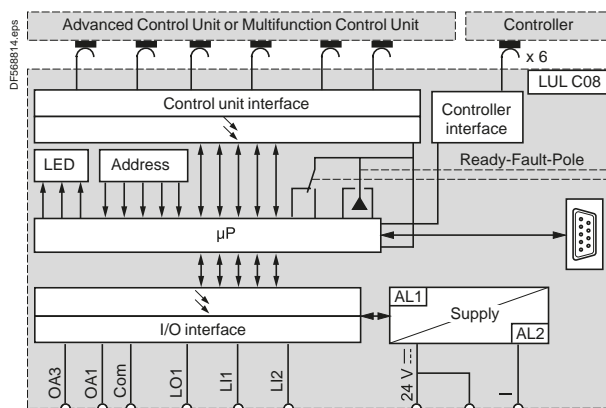 DF568814.eps
Advanced Control Unit or Multifunction Control Unit
Controller
x 6
LUL C08
Control unit interface
Controller
interface
LED
Address
Ready-Fault-Pole
µP
AL1
Supply
AL2
I/O interface
OA3
OA1
Com
LO1
LI1
LI2
24 V